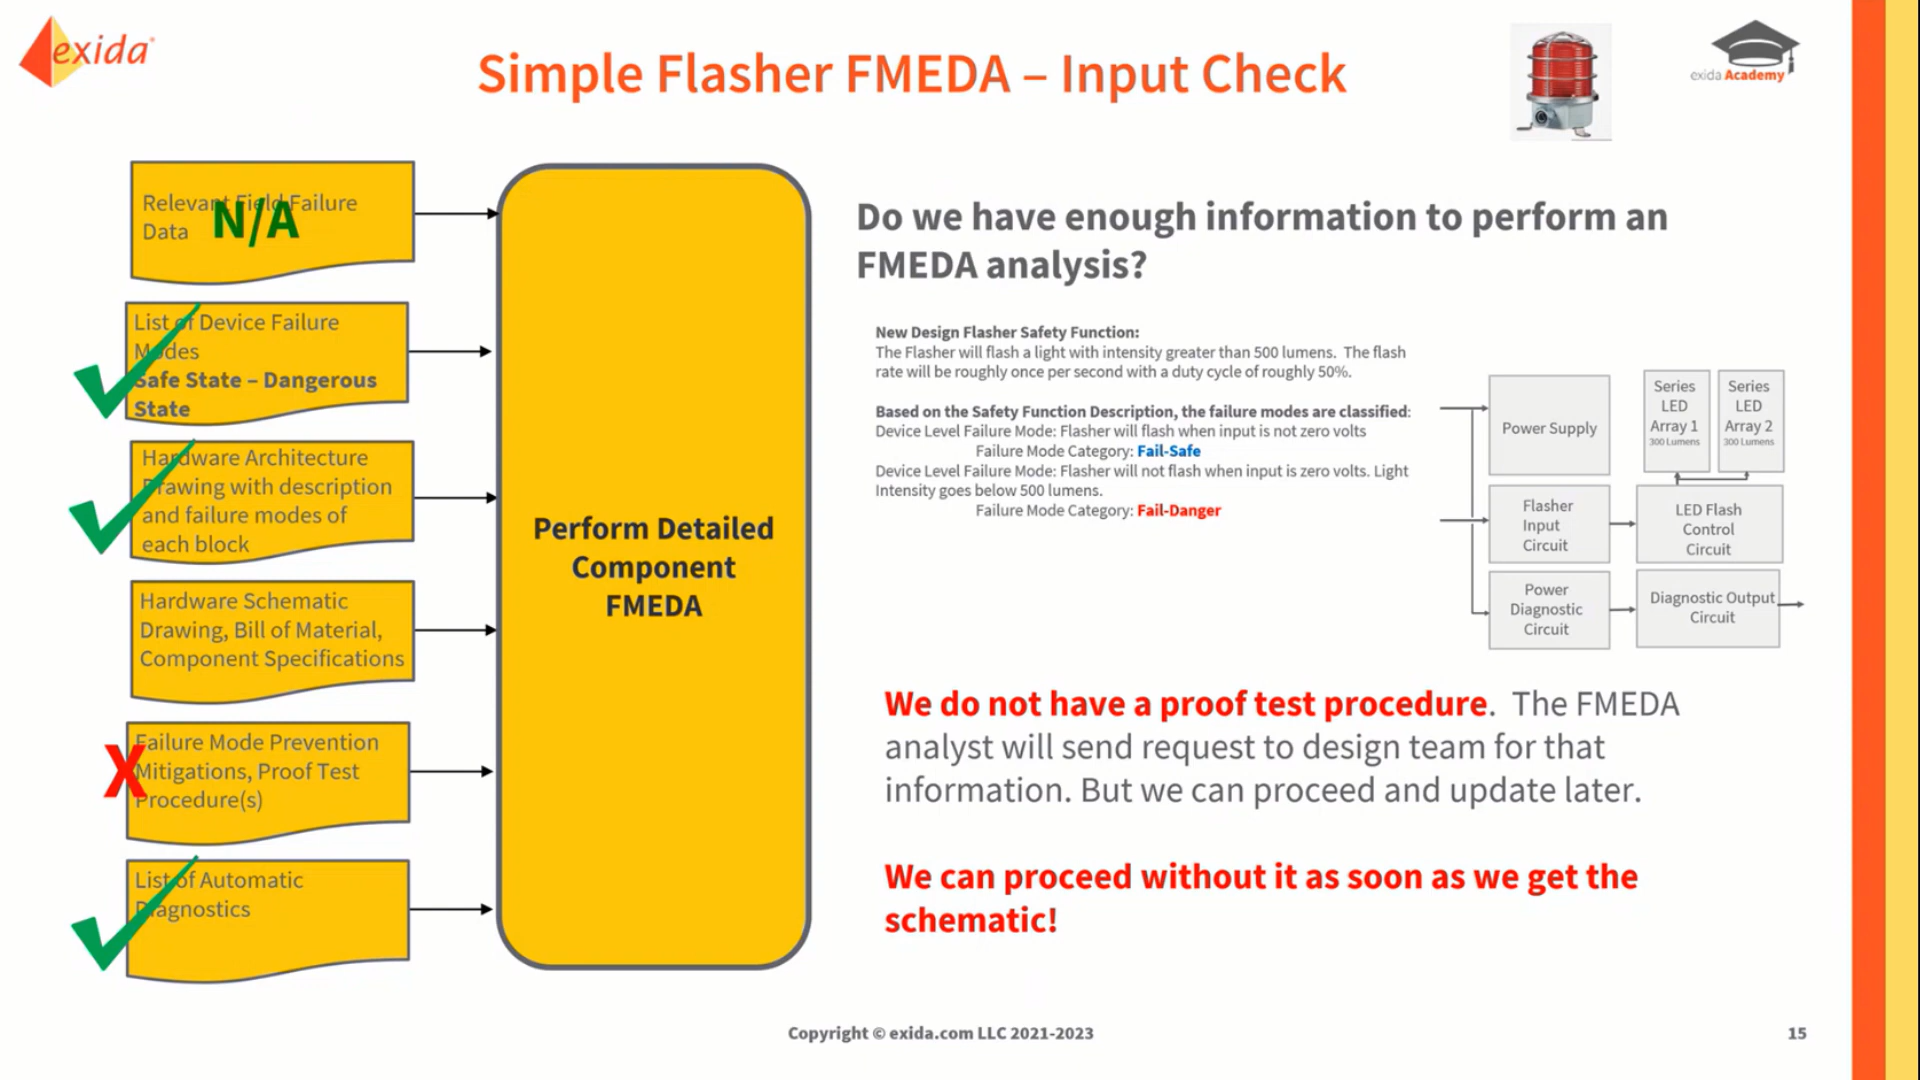 exida
Simple Flasher FMEDA – Input Check
exida Academy
Relevant Field Failure
Data
N/A
List of Device Failure
Modes
Safe State – Dangerous
State
Hardware Architecture
Drawing with description
and failure modes of
each block
Hardware Schematic
Drawing, Bill of Material,
Component Specifications
X
Failure Mode Prevention
Mitigations, Proof Test
Procedure(s)
List of Automatic
Diagnostics
Perform Detailed
Component
FMEDA
Do we have enough information to perform an
FMEDA analysis?
New Design Flasher Safety Function:
The Flasher will flash a light with intensity greater than 500 lumens. The flash
rate will be roughly once per second with a duty cycle of roughly 50%.
Based on the Safety Function Description, the failure modes are classified:
Device Level Failure Mode: Flasher will flash when input is not zero volts
Failure Mode Category: Fail-Safe
Device Level Failure Mode: Flasher will not flash when input is zero volts. Light
Intensity goes below 500 lumens.
Failure Mode Category: Fail-Danger
Power Supply
Series
LED
Array 1
300 Lumens
Series
LED
Array 2
300 Lumens
Flasher
Input
Circuit
LED Flash
Control
Circuit
Power
Diagnostic
Circuit
Diagnostic Output
Circuit
We do not have a proof test procedure. The FMEDA
analyst will send request to design team for that
information. But we can proceed and update later.
We can proceed without it as soon as we get the
schematic!
Copyright © exida.com LLC 2021-2023
15